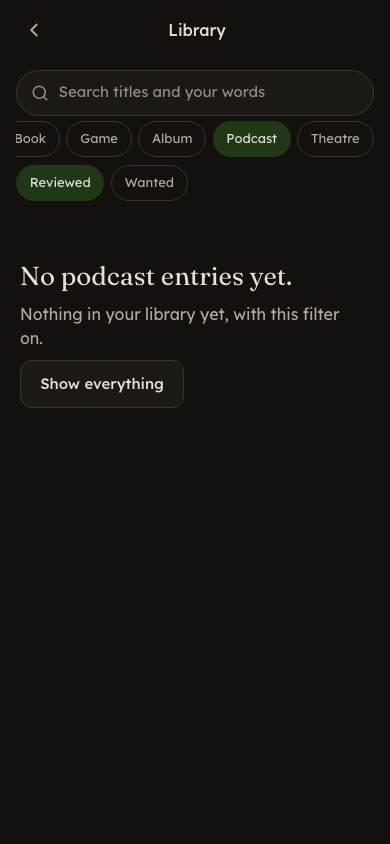 Library
Search titles and your words
Book Game Album Podcast Theatre
Reviewed Wanted
No podcast entries yet.
Nothing in your library yet, with this filter
on.
Show everything